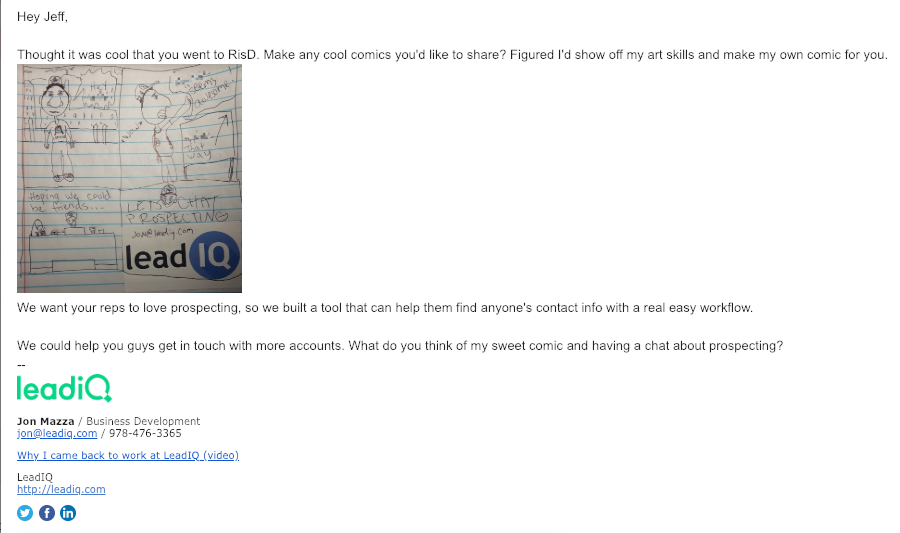 Hey Jeff,
Thought it was cool that you went to RisD. Make any cool comics you'd like to share? Figured I'd show off my art skills and make my own comic for you.
Seems
Awesome
That
way
Hoping we could
be friends...
LETS CHAT
PROSPECTING
Jon@leadiq.com
lead IQ
We want your reps to love prospecting, so we built a tool that can help them find anyone's contact info with a real easy workflow.
We could help you guys get in touch with more accounts. What do you think of my sweet comic and having a chat about prospecting?
--
leadiQ
Jon Mazza / Business Development
jon@leadiq.com / 978-476-3365
Why I came back to work at LeadIQ (video)
LeadIQ
http://leadiq.com
f
in